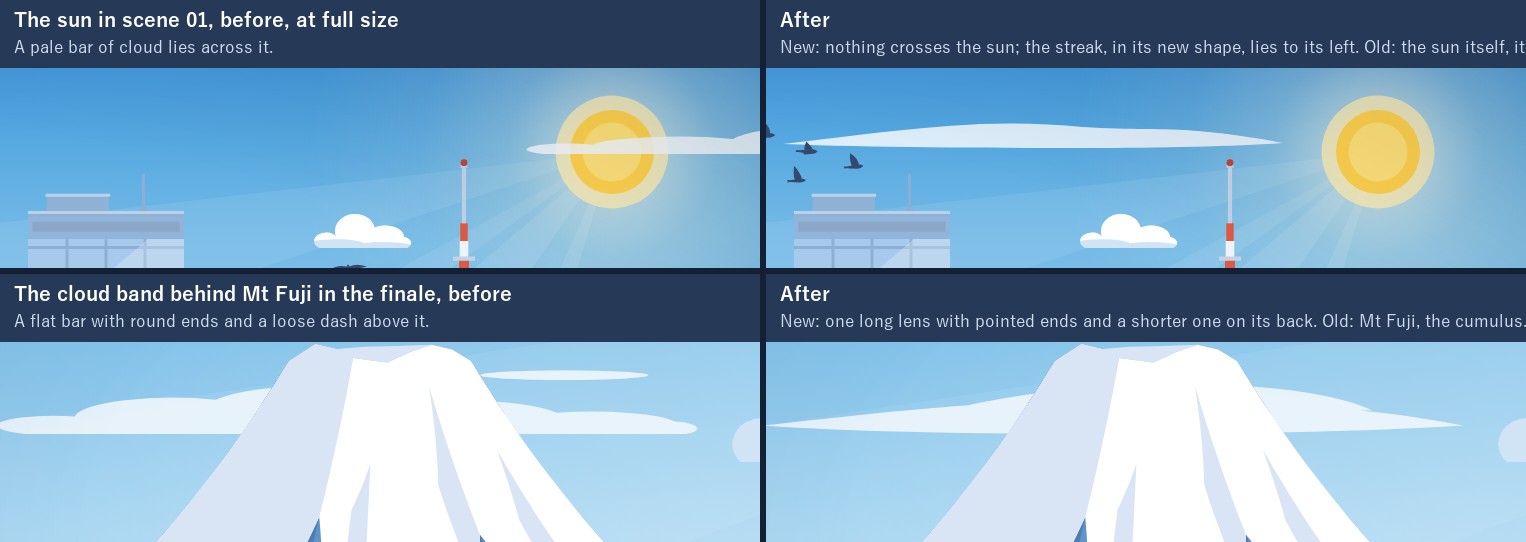 The sun in scene 01, before, at full size
A pale bar of cloud lies across it.
After
New: nothing crosses the sun; the streak, in its new shape, lies to its left. Old: the sun itself, it
The cloud band behind Mt Fuji in the finale, before
A flat bar with round ends and a loose dash above it.
After
New: one long lens with pointed ends and a shorter one on its back. Old: Mt Fuji, the cumulus.